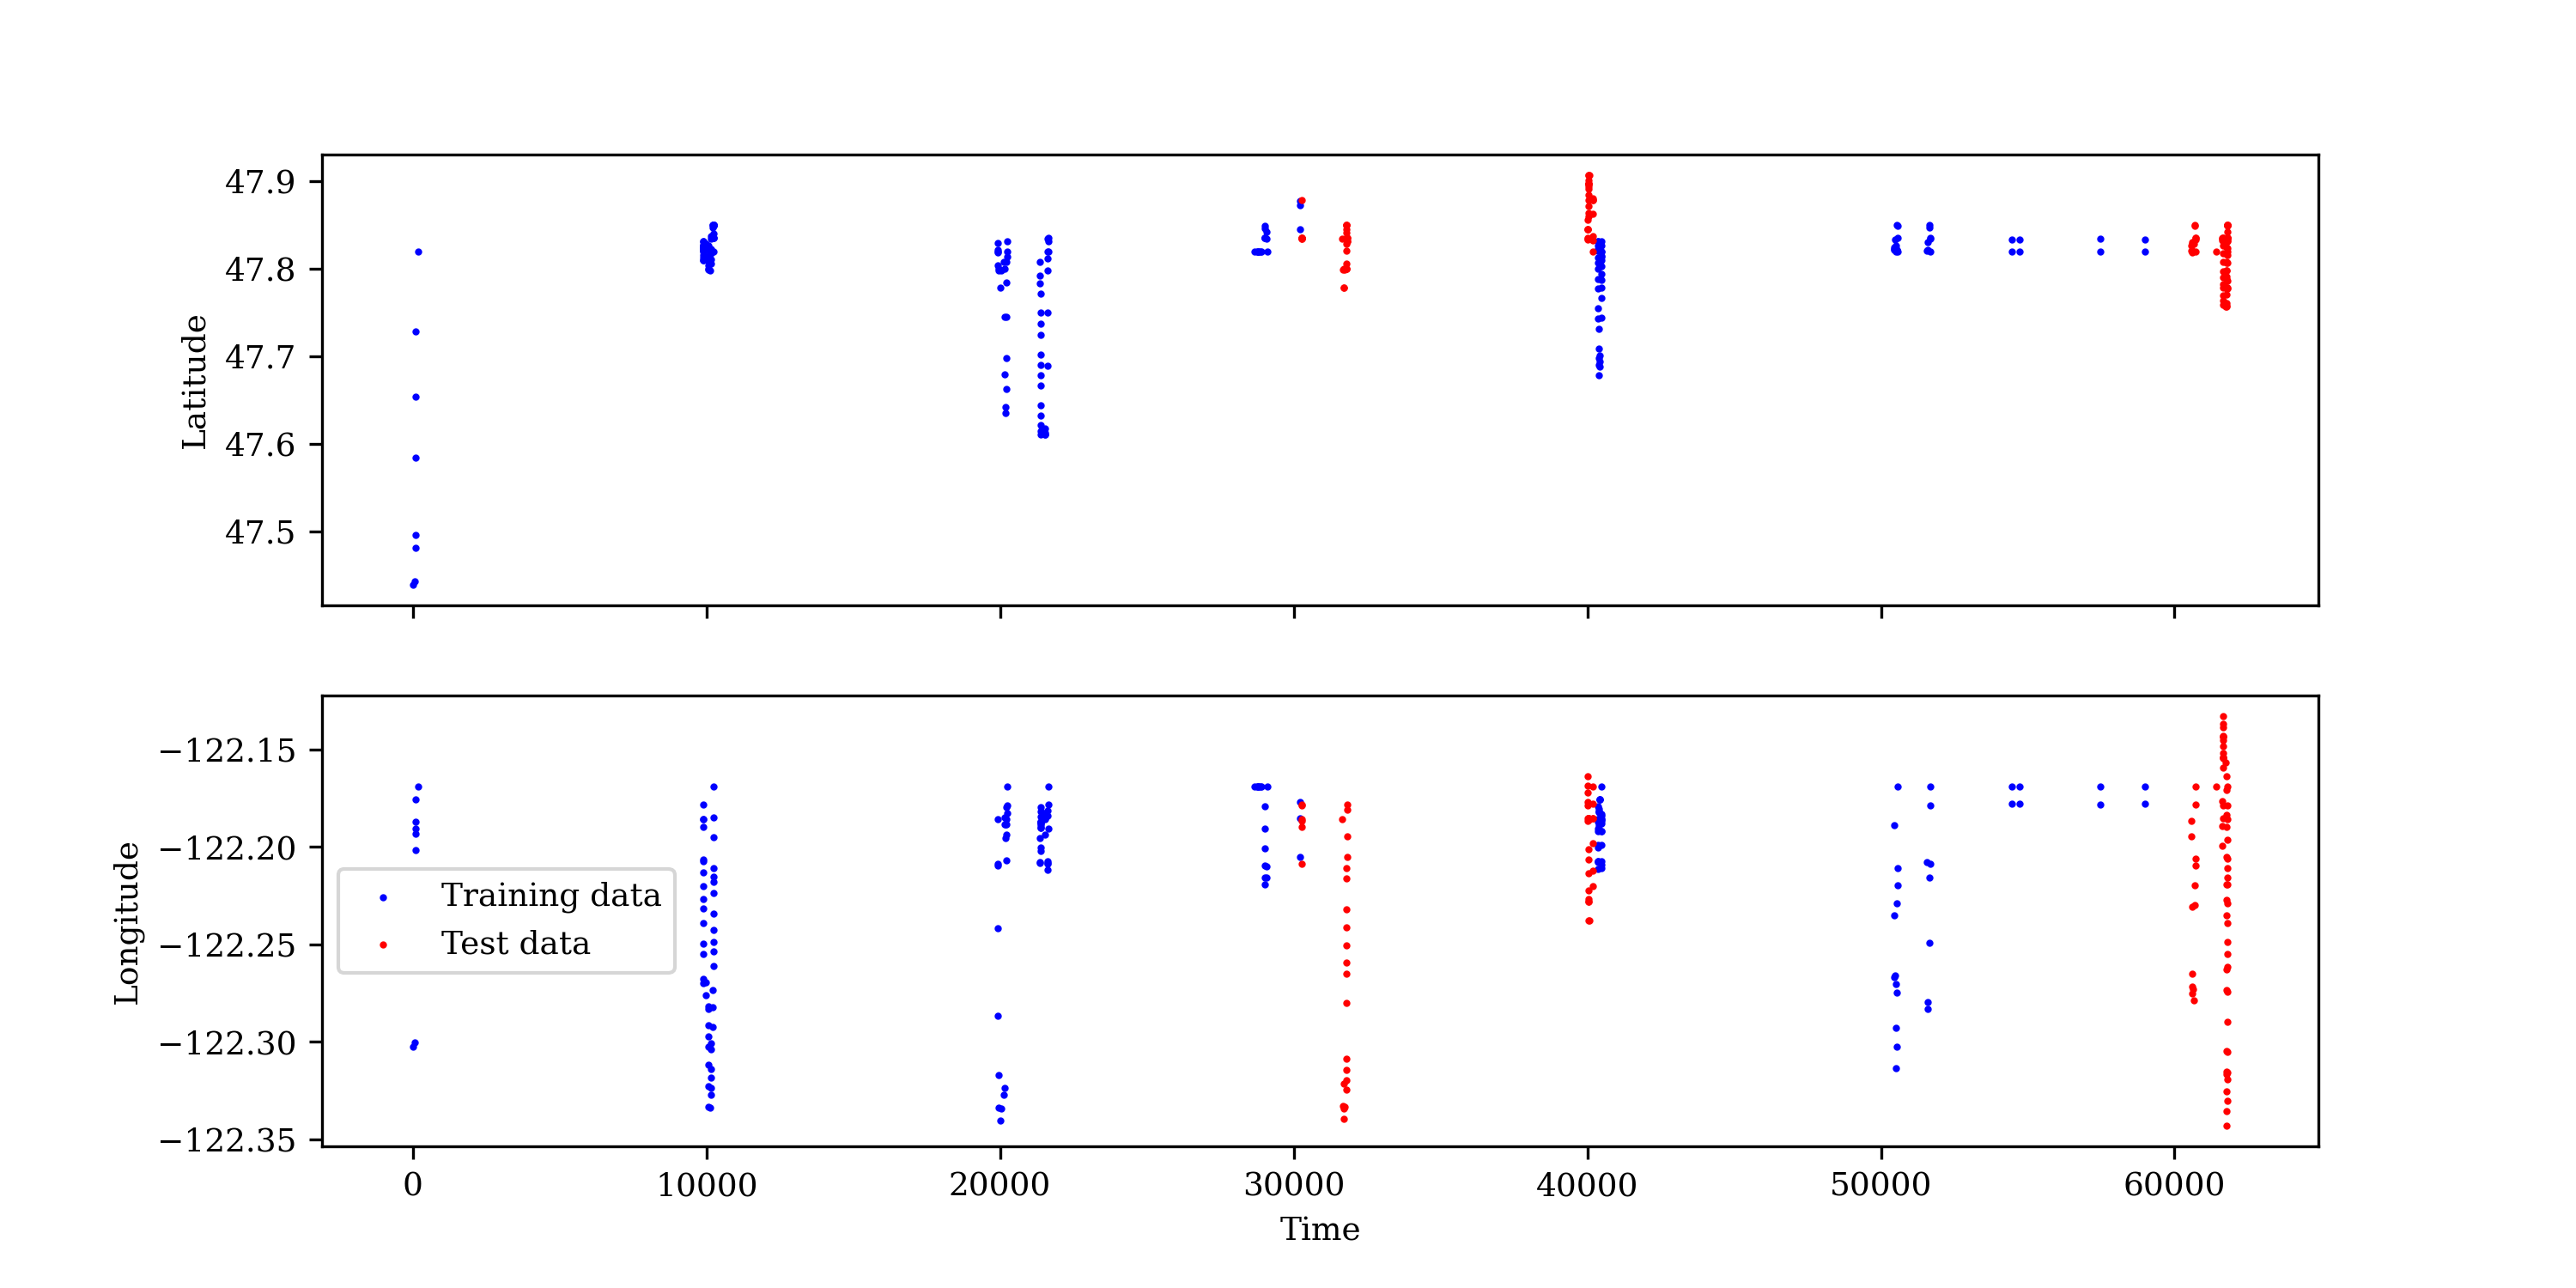 47.9
47.8
47.7
47.6
47.5
Latitude
−122.15
−122.20
−122.25
−122.30
−122.35
Longitude
Training data
Test data
0 10000 20000 30000 40000 50000 60000
Time